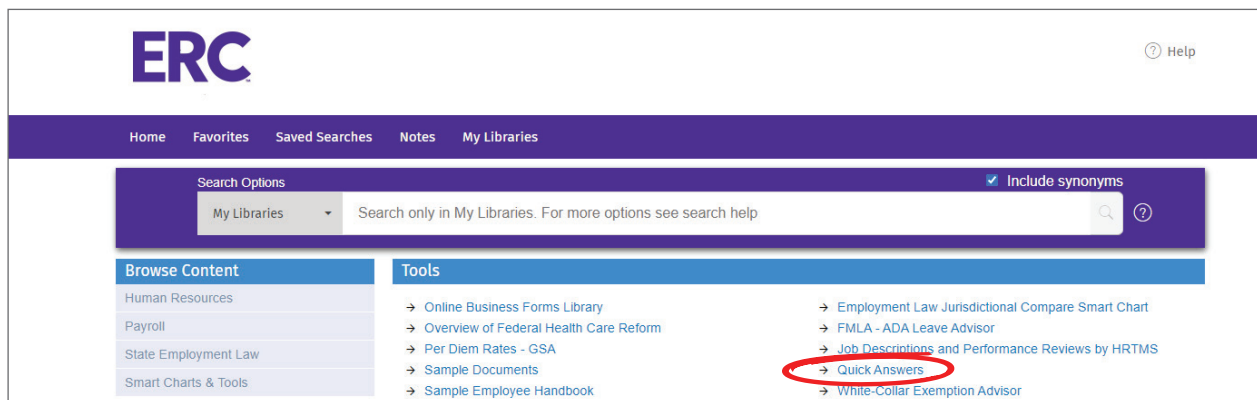 ERC
Help
Home Favorites Saved Searches Notes My Libraries
Search Options
Include synonyms
My Libraries Search only in My Libraries. For more options see search help
Browse Content
Human Resources
Payroll
State Employment Law
Smart Charts & Tools
Tools
Online Business Forms Library
Overview of Federal Health Care Reform
Per Diem Rates - GSA
Sample Documents
Sample Employee Handbook
Employment Law Jurisdictional Compare Smart Chart
FMLA - ADA Leave Advisor
Job Descriptions and Performance Reviews by HRTMS
Quick Answers
White-Collar Exemption Advisor